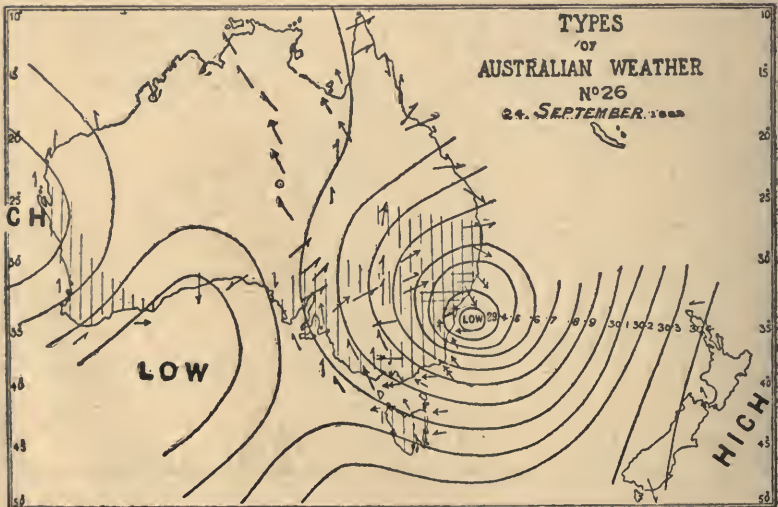 TYPES
OF
AUSTRALIAN WEATHER
Nº26
24. SEPTEMBER.
10° 10°
15° 15°
20° 20°
25° 25°
GH
30° 30°
35° LOW 29·4 ·5 ·6 ·7 ·8 ·9 30 ·1 30·2 30·3 35°
LOW
40° 40°
HIGH
45° 45°
50° 50°